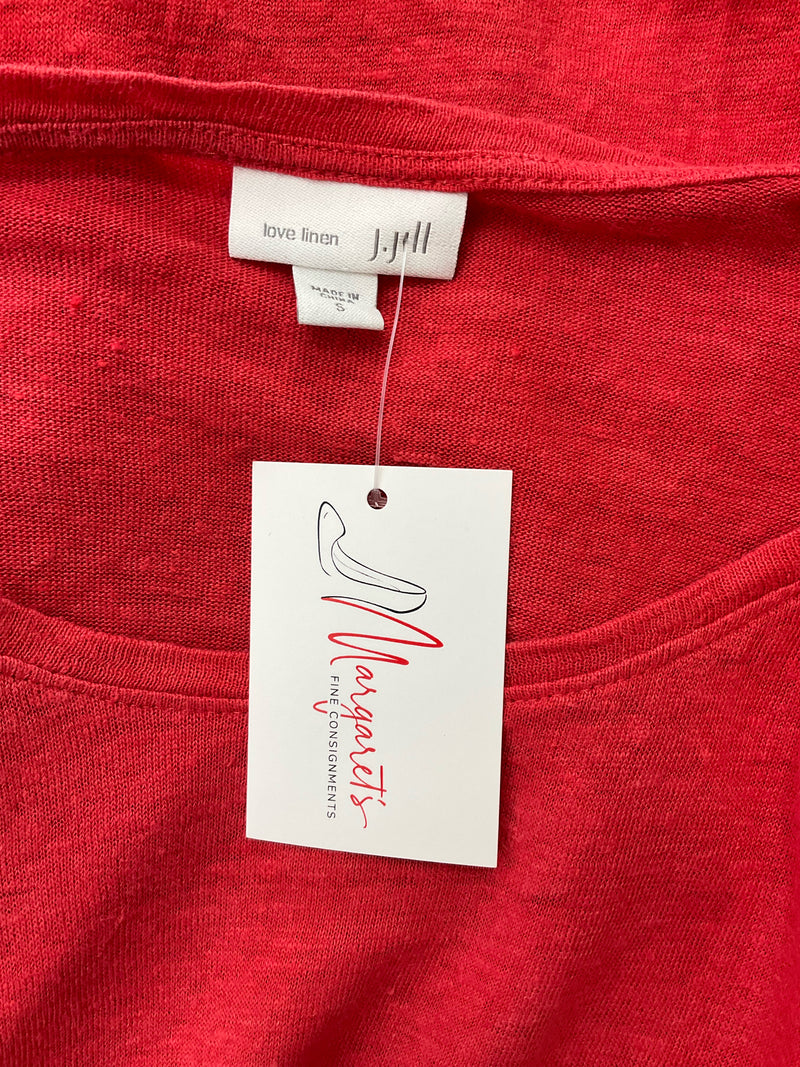 love linen J.Jill
MADE IN
CHINA
S
Margaret's
FINE CONSIGNMENTS